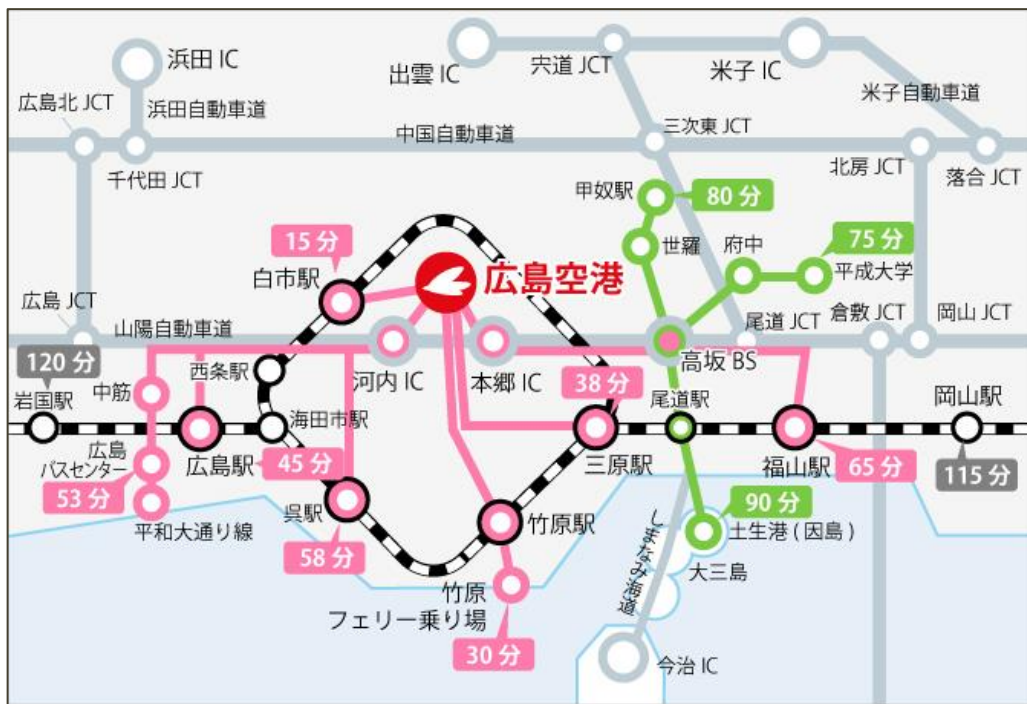 浜田 IC
出雲 IC
宍道 JCT
米子 IC
米子自動車道
広島北 JCT
浜田自動車道
中国自動車道
三次東 JCT
千代田 JCT
北房 JCT
落合 JCT
甲奴駅
80 分
15 分
世羅
府中
75 分
白市駅
広島空港
平成大学
広島 JCT
山陽自動車道
尾道 JCT
倉敷 JCT
岡山 JCT
120 分
西条駅
河内 IC
本郷 IC
高坂 BS
38 分
岩国駅
中筋
海田市駅
尾道駅
岡山駅
広島
バスセンター
広島駅
45 分
三原駅
福山駅
65 分
115 分
53 分
平和大通り線
呉駅
58 分
竹原駅
90 分
土生港 ( 因島 )
しまなみ海道
大三島
竹原
フェリー乗り場
30 分
今治 IC